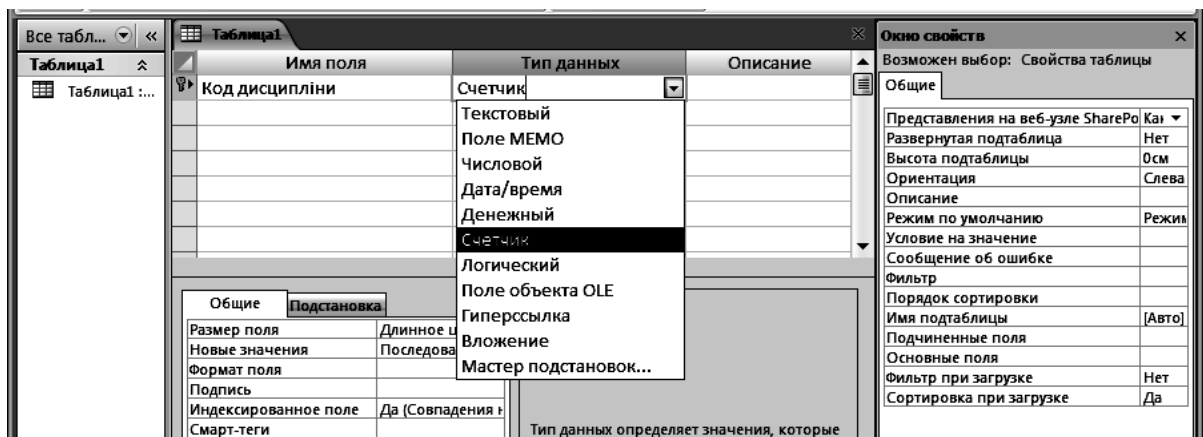 Все табл...
Таблица1
Таблица1 :...
Таблица1
Имя поля Тип данных Описание
Код дисципліни Счетчик
Текстовый
Поле МЕМО
Числовой
Дата/время
Денежный
Счетчик
Логический
Поле объекта OLE
Гиперссылка
Вложение
Мастер подстановок...
Общие Подстановка
Размер поля Длинное ц
Новые значения Последова
Формат поля
Подпись
Индексированное поле Да (Совпадения н
Смарт-теги
Тип данных определяет значения, которые
Окно свойств
Возможен выбор: Свойства таблицы
Общие
Представления на веб-узле SharePo Как
Развернутая подтаблица Нет
Высота подтаблицы 0см
Ориентация Слева
Описание
Режим по умолчанию Режим
Условие на значение
Сообщение об ошибке
Фильтр
Порядок сортировки
Имя подтаблицы [Авто]
Подчиненные поля
Основные поля
Фильтр при загрузке Нет
Сортировка при загрузке Да